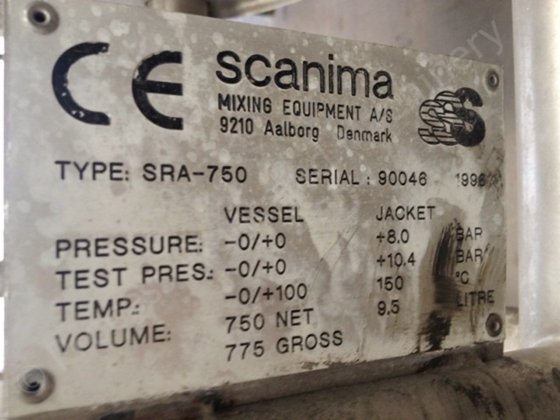 CE scanima
MIXING EQUIPMENT A/S
9210 Aalborg Denmark
TYPE: SRA-750 SERIAL: 90046 1996
VESSEL JACKET
PRESSURE: -0/+0 +8.0 BAR
TEST PRES: -0/+0 +10.4 BAR
TEMP: -0/+100 150 °C
VOLUME: 750 NET 9.5 LITRE
775 GROSS